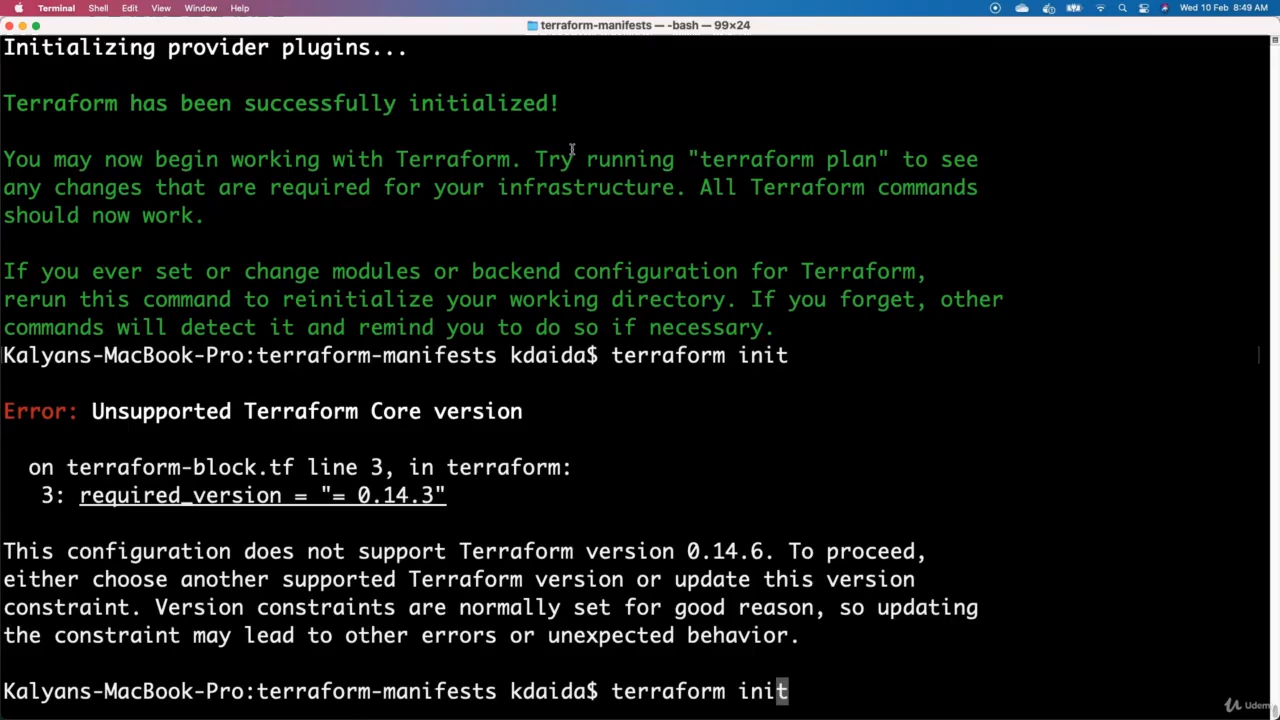 Terminal Shell Edit View Window Help Wed 10 Feb 8:49 AM
terraform-manifests — -bash — 99×24
Initializing provider plugins...
Terraform has been successfully initialized!
You may now begin working with Terraform. Try running "terraform plan" to see
any changes that are required for your infrastructure. All Terraform commands
should now work.
If you ever set or change modules or backend configuration for Terraform,
rerun this command to reinitialize your working directory. If you forget, other
commands will detect it and remind you to do so if necessary.
Kalyans-MacBook-Pro:terraform-manifests kdaida$ terraform init
Error: Unsupported Terraform Core version
on terraform-block.tf line 3, in terraform:
3: required_version = "= 0.14.3"
This configuration does not support Terraform version 0.14.6. To proceed,
either choose another supported Terraform version or update this version
constraint. Version constraints are normally set for good reason, so updating
the constraint may lead to other errors or unexpected behavior.
Kalyans-MacBook-Pro:terraform-manifests kdaida$ terraform init
Udemy